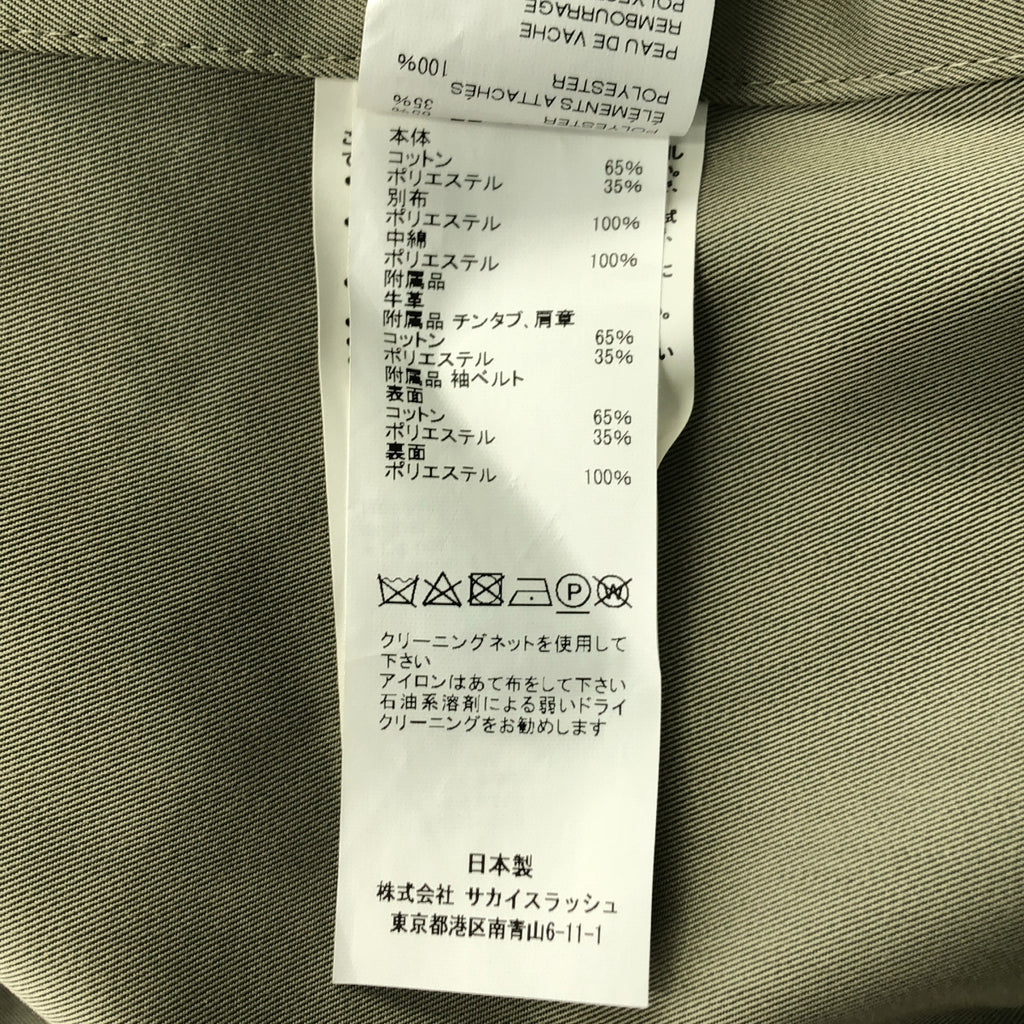 POLYESTER
REMBOURRAGE
PEAU DE VACHE
100%
POLYESTER
ÉLÉMENTS ATTACHÉS
35%
POLYESTER
本体
コットン 65%
ポリエステル 35%
別布
ポリエステル 100%
中綿
ポリエステル 100%
附属品
牛革
附属品 チンタブ、肩章
コットン 65%
ポリエステル 35%
附属品 袖ベルト
表面
コットン 65%
ポリエステル 35%
裏面
ポリエステル 100%
P
W
クリーニングネットを使用して
下さい
アイロンはあて布をして下さい
石油系溶剤による弱いドライ
クリーニングをお勧めします
日本製
株式会社 サカイスラッシュ
東京都港区南青山6-11-1